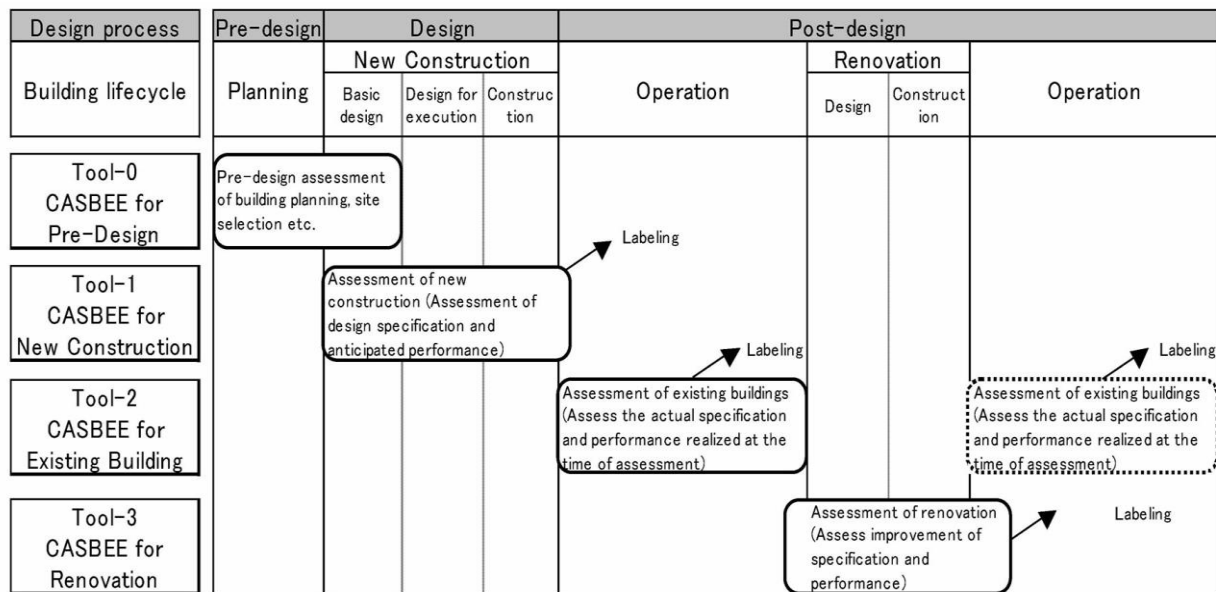 Design process
Pre-design
Design
Post-design
Building lifecycle
Planning
New Construction
Basic
design
Design for
execution
Construc
tion
Operation
Renovation
Design
Construct
ion
Operation
Tool-0
CASBEE for
Pre-Design
Pre-design assessment
of building planning, site
selection etc.
Labeling
Tool-1
CASBEE for
New Construction
Assessment of new
construction (Assessment of
design specification and
anticipated performance)
Labeling
Labeling
Tool-2
CASBEE for
Existing Building
Assessment of existing buildings
(Assess the actual specification
and performance realized at the
time of assessment)
Assessment of existing buildings
(Assess the actual specification
and performance realized at the
time of assessment)
Tool-3
CASBEE for
Renovation
Assessment of renovation
(Assess improvement of
specification and
performance)
Labeling